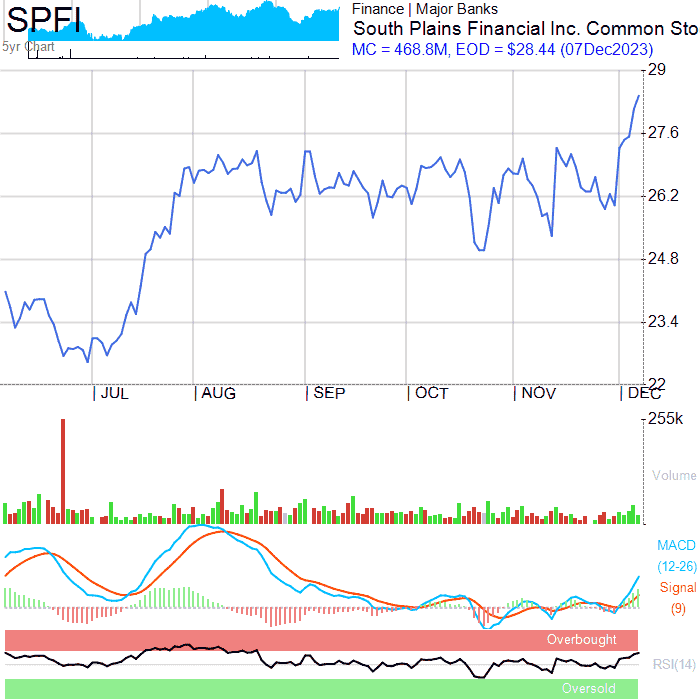 SPFI
5yr Chart
Finance | Major Banks
South Plains Financial Inc. Common Sto
MC = 468.8M, EOD = $28.44 (07Dec2023)
29
27.6
26.2
24.8
23.4
22
JUL AUG SEP OCT NOV DEC
255k
Volume
MACD
(12-26)
Signal
(9)
Overbought
RSI(14)
Oversold